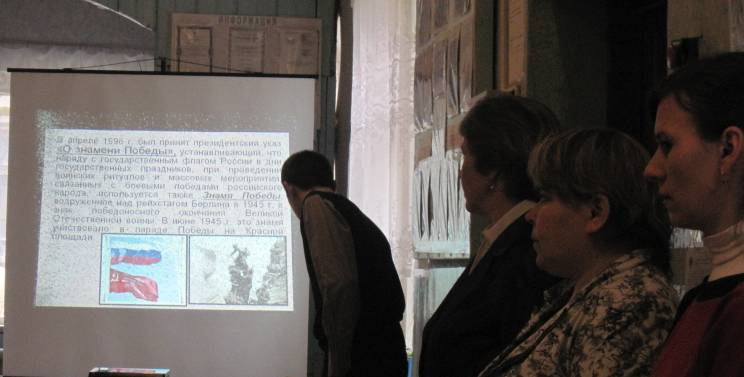 ИНФОРМАЦИЯ
В апреле 1996 г. был принят президентский указ
«О знамени Победы», устанавливающий, что
наряду с государственным флагом России в дни
государственных праздников, при проведении
воинских ритуалов и массовых мероприятий,
связанных с боевыми победами российского
народа, используется также Знамя Победы,
водруженное над рейхстагом Берлина в 1945 г. в
знак победоносного окончания Великой
Отечественной войны. В июне 1945 г. это знамя
участвовало в параде Победы на Красной
площади.